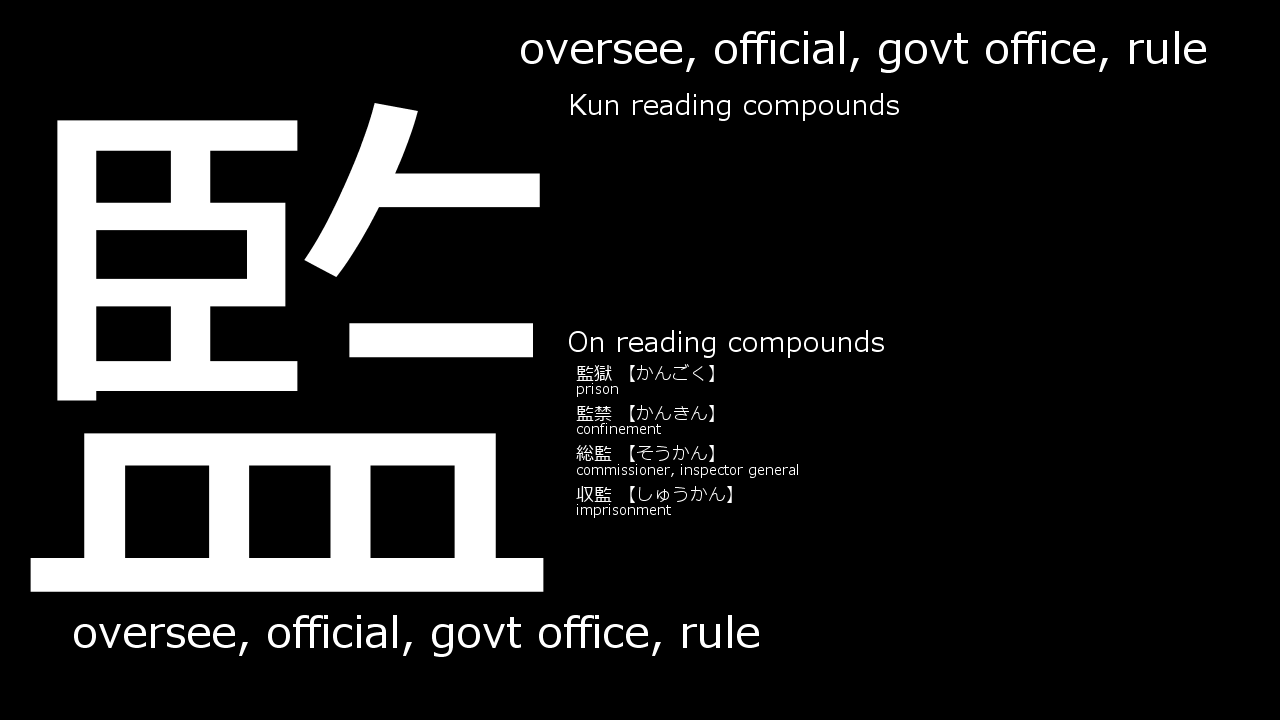 oversee, official, govt office, rule
Kun reading compounds
監
On reading compounds
監獄 【かんごく】
prison
監禁 【かんきん】
confinement
総監 【そうかん】
commissioner, inspector general
収監 【しゅうかん】
imprisonment
oversee, official, govt office, rule